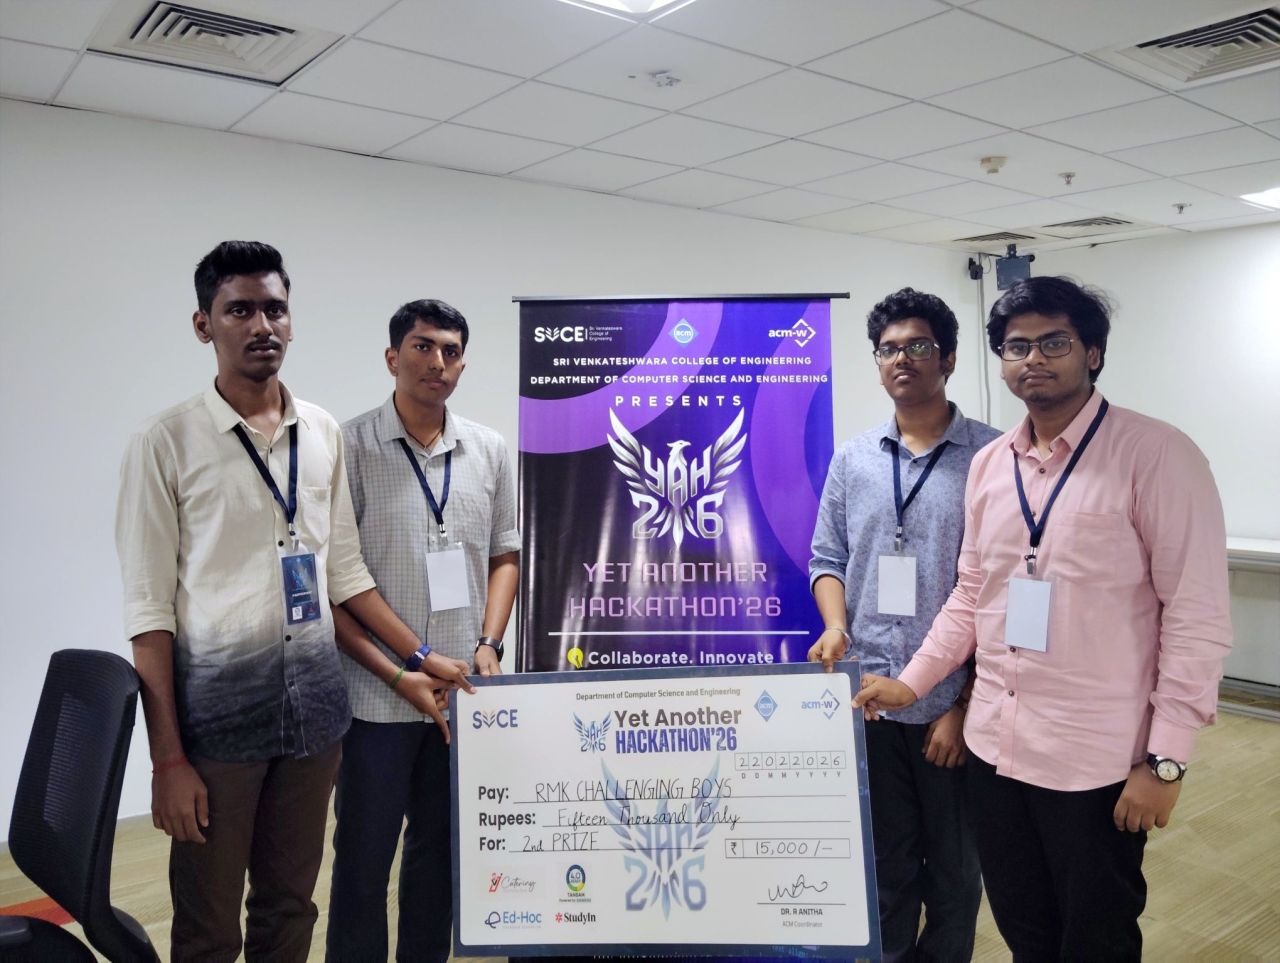 SVCE
Sri Venkateswara
College of
Engineering
acm
acm-w
SRI VENKATESHWARA COLLEGE OF ENGINEERING
DEPARTMENT OF COMPUTER SCIENCE AND ENGINEERING
PRESENTS
YAH
26
YET ANOTHER
HACKATHON'26
Collaborate. Innovate
Department of Computer Science and Engineering
SVCE
YAH
26
Yet Another
HACKATHON'26
acm
acm-w
22022026
D D M M Y Y Y Y
Pay: RMK CHALLENGING BOYS
Rupees: Fifteen Thousand Only
For: 2nd PRIZE
₹ 15,000/-
YAH
26
Catering
TANSAM
Ed-Hoc
StudyIn
DR. R ANITHA
ACM Coordinator